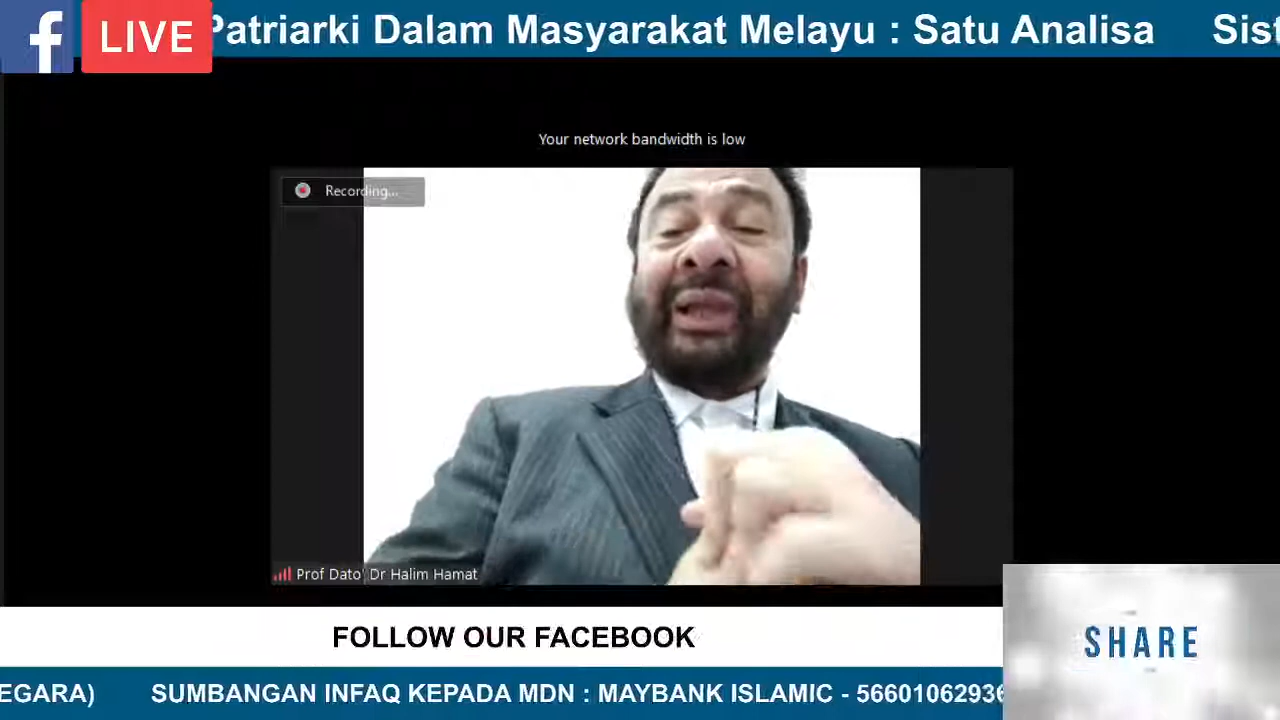 f LIVE Patriarki Dalam Masyarakat Melayu : Satu Analisa
Your network bandwidth is low
Recording...
Prof Dato' Dr Halim Hamat
FOLLOW OUR FACEBOOK
SHARE
EGARA) SUMBANGAN INFAQ KEPADA MDN : MAYBANK ISLAMIC - 56601062936